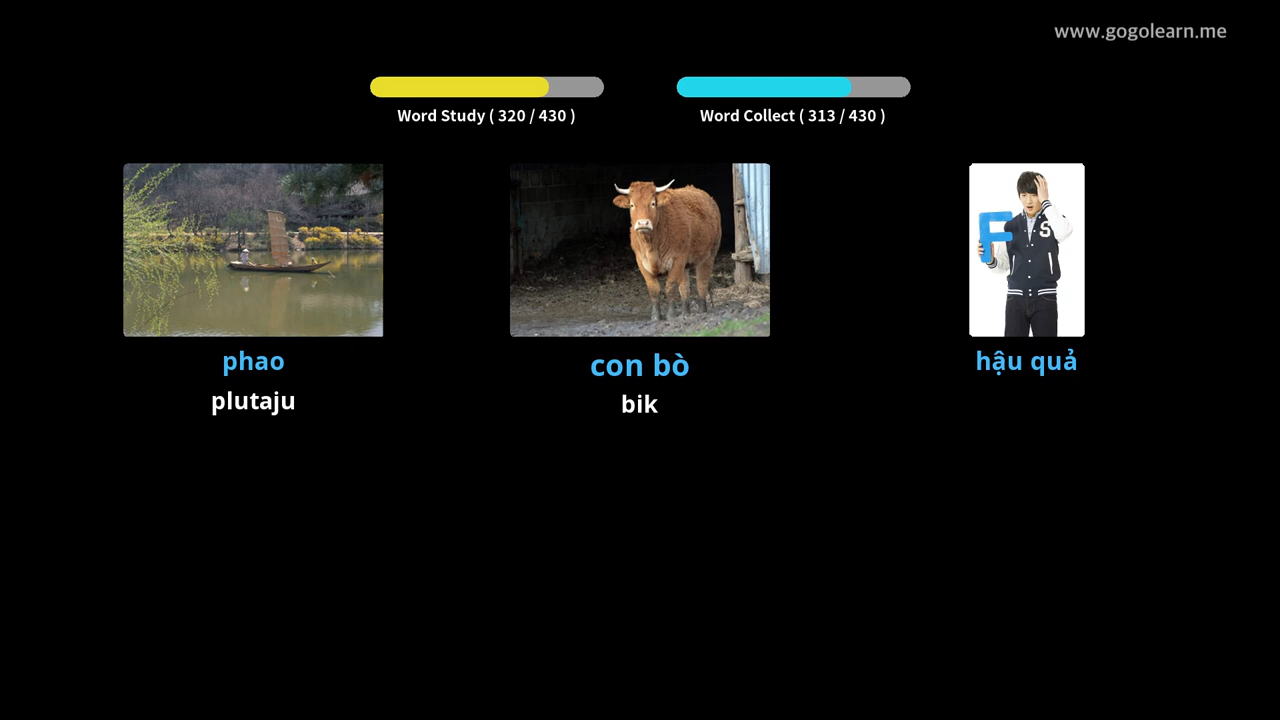 www.gogolearn.me
Word Study ( 320 / 430 )
Word Collect ( 313 / 430 )
F
S
phao
con bò
hậu quả
plutaju
bik